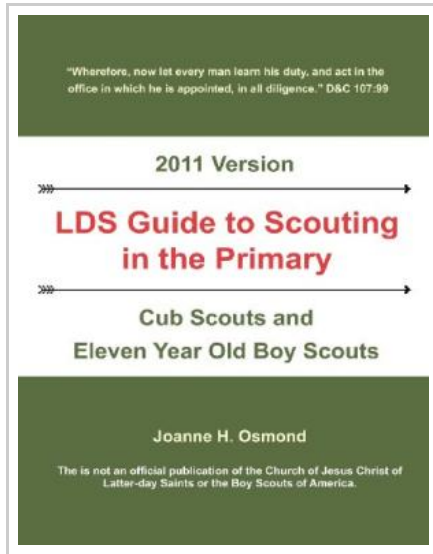 "Wherefore, now let every man learn his duty, and act in the
office in which he is appointed, in all diligence." D&C 107:99
2011 Version
LDS Guide to Scouting
in the Primary
Cub Scouts and
Eleven Year Old Boy Scouts
Joanne H. Osmond
The is not an official publication of the Church of Jesus Christ of
Latter-day Saints or the Boy Scouts of America.